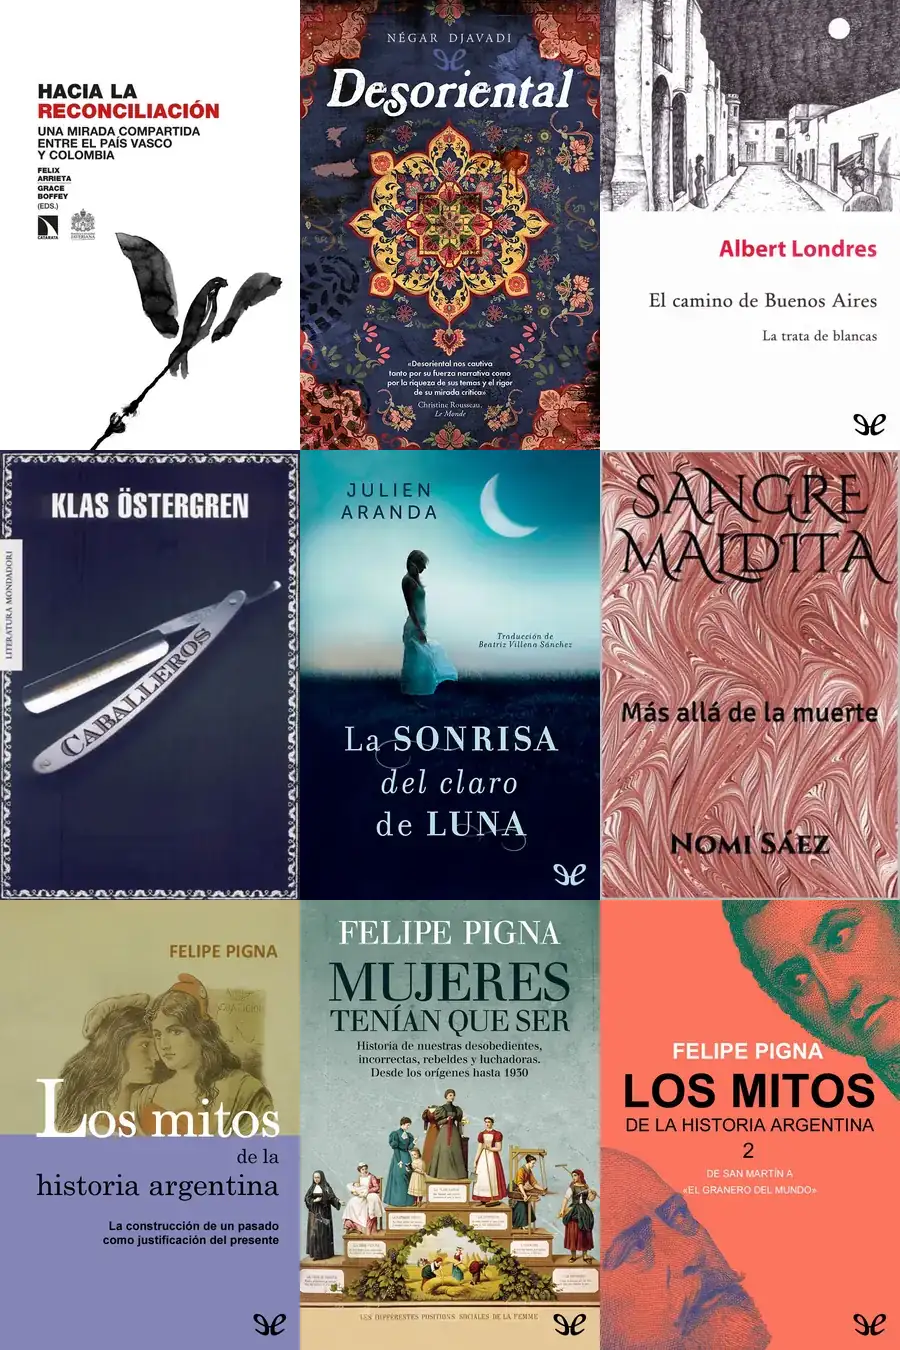 HACIA LA
RECONCILIACIÓN
UNA MIRADA COMPARTIDA
ENTRE EL PAÍS VASCO
Y COLOMBIA
FELIX
ARRIETA
GRACE
BOFFEY
(EDS.)
CATARATA
NÉGAR DJAVADI
Desoriental
«Desoriental nos cautiva
tanto por su fuerza narrativa como
por la riqueza de sus temas y el rigor
de su mirada crítica»
Christine Rousseau,
Le Monde
Albert Londres
El camino de Buenos Aires
La trata de blancas
KLAS ÖSTERGREN
LITERATURA MONDADORI
CABALLEROS
JULIEN
ARANDA
Traducción de
Beatriz Villena Sánchez
La SONRISA
del claro
de LUNA
SANGRE
MALDITA
Más allá de la muerte
NOMI SÁEZ
FELIPE PIGNA
Los mitos
de la
historia argentina
La construcción de un pasado
como justificación del presente
FELIPE PIGNA
MUJERES
TENÍAN QUE SER
Historia de nuestras desobedientes,
incorrectas, rebeldes y luchadoras.
Desde los orígenes hasta 1930
LES DIFFERENTES POSITIONS SOCIALES DE LA FEMME
FELIPE PIGNA
LOS MITOS
DE LA HISTORIA ARGENTINA
2
DE SAN MARTÍN A
«EL GRANERO DEL MUNDO»